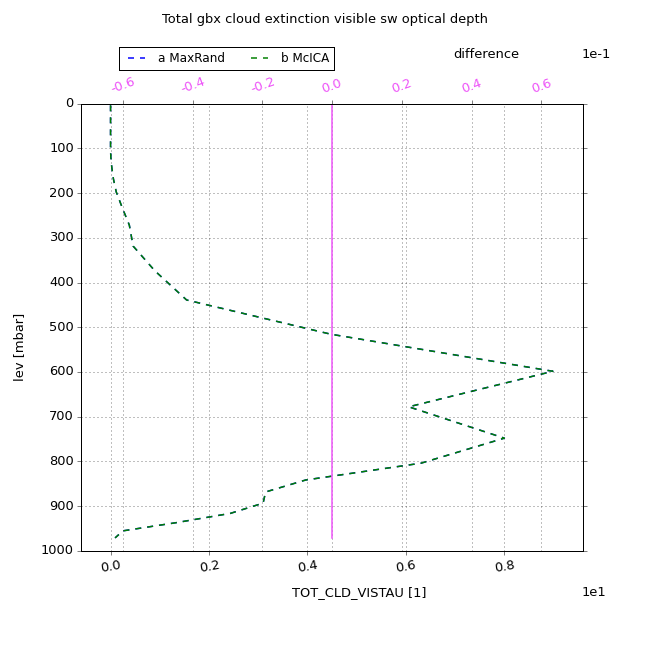 Total gbx cloud extinction visible sw optical depth
a MaxRand b McICA
difference 1e-1
-0.6 -0.4 -0.2 0.0 0.2 0.4 0.6
0
100
200
300
400
500
600
700
800
900
1000
lev [mbar]
0.0 0.2 0.4 0.6 0.8
TOT_CLD_VISTAU [1] 1e1